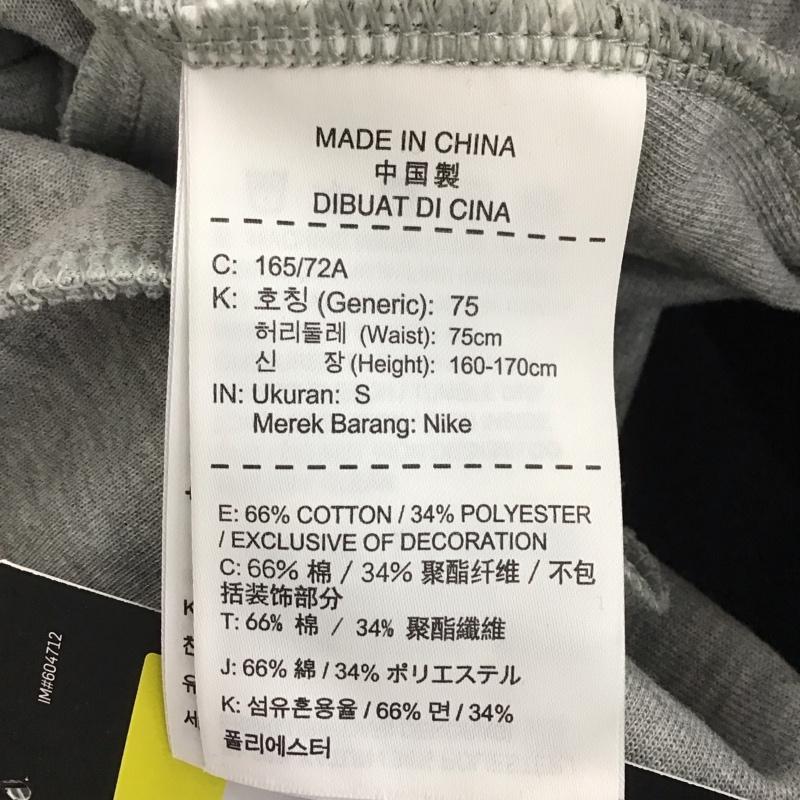 MADE IN CHINA
中国製
DIBUAT DI CINA
C: 165/72A
K: 호칭 (Generic): 75
허리둘레 (Waist): 75cm
신 장 (Height): 160-170cm
IN: Ukuran: S
Merek Barang: Nike
E: 66% COTTON / 34% POLYESTER
/ EXCLUSIVE OF DECORATION
C: 66% 棉 / 34% 聚酯纤维 / 不包
括装饰部分
T: 66% 棉 / 34% 聚酯纖維
J: 66% 綿 / 34% ポリエステル
K: 섬유혼용율 / 66% 면 / 34%
폴리에스터
IM#604712